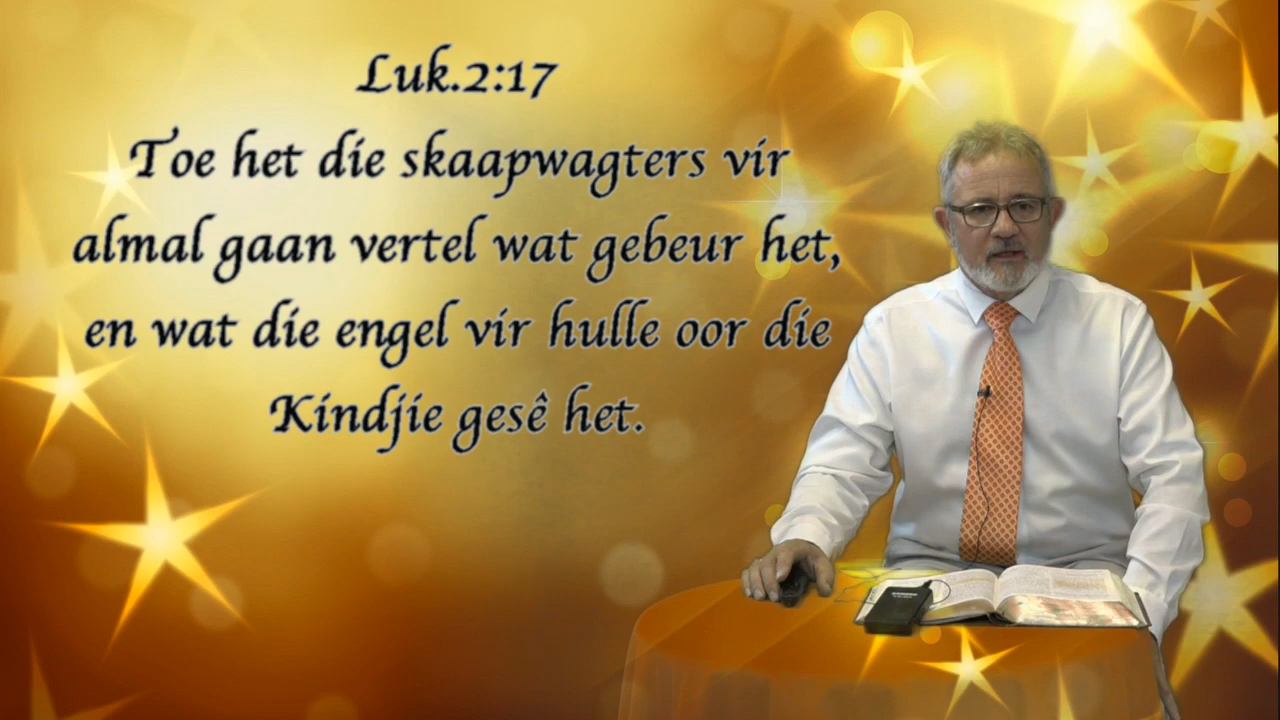 Luk.2:17
Toe het die skaapwagters vir
almal gaan vertel wat gebeur het,
en wat die engel vir hulle oor die
Kindjie gesê het.